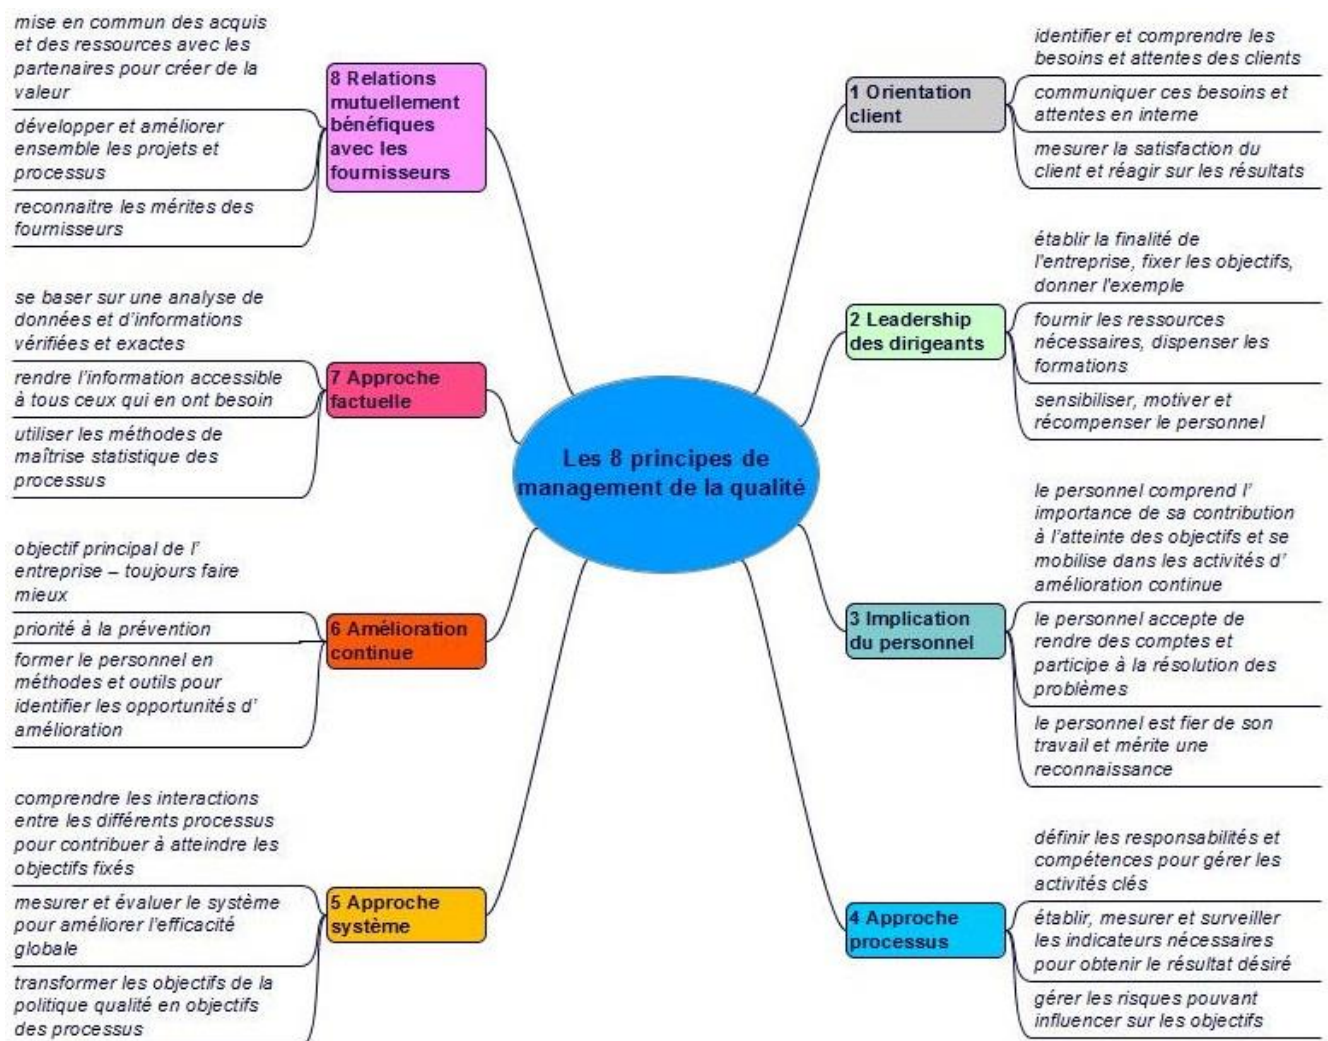 Les 8 principes de
management de la qualité
1 Orientation
client
identifier et comprendre les
besoins et attentes des clients
communiquer ces besoins et
attentes en interne
mesurer la satisfaction du
client et réagir sur les résultats
2 Leadership
des dirigeants
établir la finalité de
l'entreprise, fixer les objectifs,
donner l'exemple
fournir les ressources
nécessaires, dispenser les
formations
sensibiliser, motiver et
récompenser le personnel
3 Implication
du personnel
le personnel comprend l’
importance de sa contribution
à l’atteinte des objectifs et se
mobilise dans les activités d’
amélioration continue
le personnel accepte de
rendre des comptes et
participe à la résolution des
problèmes
le personnel est fier de son
travail et mérite une
reconnaissance
4 Approche
processus
définir les responsabilités et
compétences pour gérer les
activités clés
établir, mesurer et surveiller
les indicateurs nécessaires
pour obtenir le résultat désiré
gérer les risques pouvant
influencer sur les objectifs
5 Approche
système
comprendre les interactions
entre les différents processus
pour contribuer à atteindre les
objectifs fixés
mesurer et évaluer le système
pour améliorer l’efficacité
globale
transformer les objectifs de la
politique qualité en objectifs
des processus
6 Amélioration
continue
objectif principal de l’
entreprise – toujours faire
mieux
priorité à la prévention
former le personnel en
méthodes et outils pour
identifier les opportunités d’
amélioration
7 Approche
factuelle
se baser sur une analyse de
données et d’informations
vérifiées et exactes
rendre l’information accessible
à tous ceux qui en ont besoin
utiliser les méthodes de
maîtrise statistique des
processus
8 Relations
mutuellement
bénéfiques
avec les
fournisseurs
mise en commun des acquis
et des ressources avec les
partenaires pour créer de la
valeur
développer et améliorer
ensemble les projets et
processus
reconnaitre les mérites des
fournisseurs